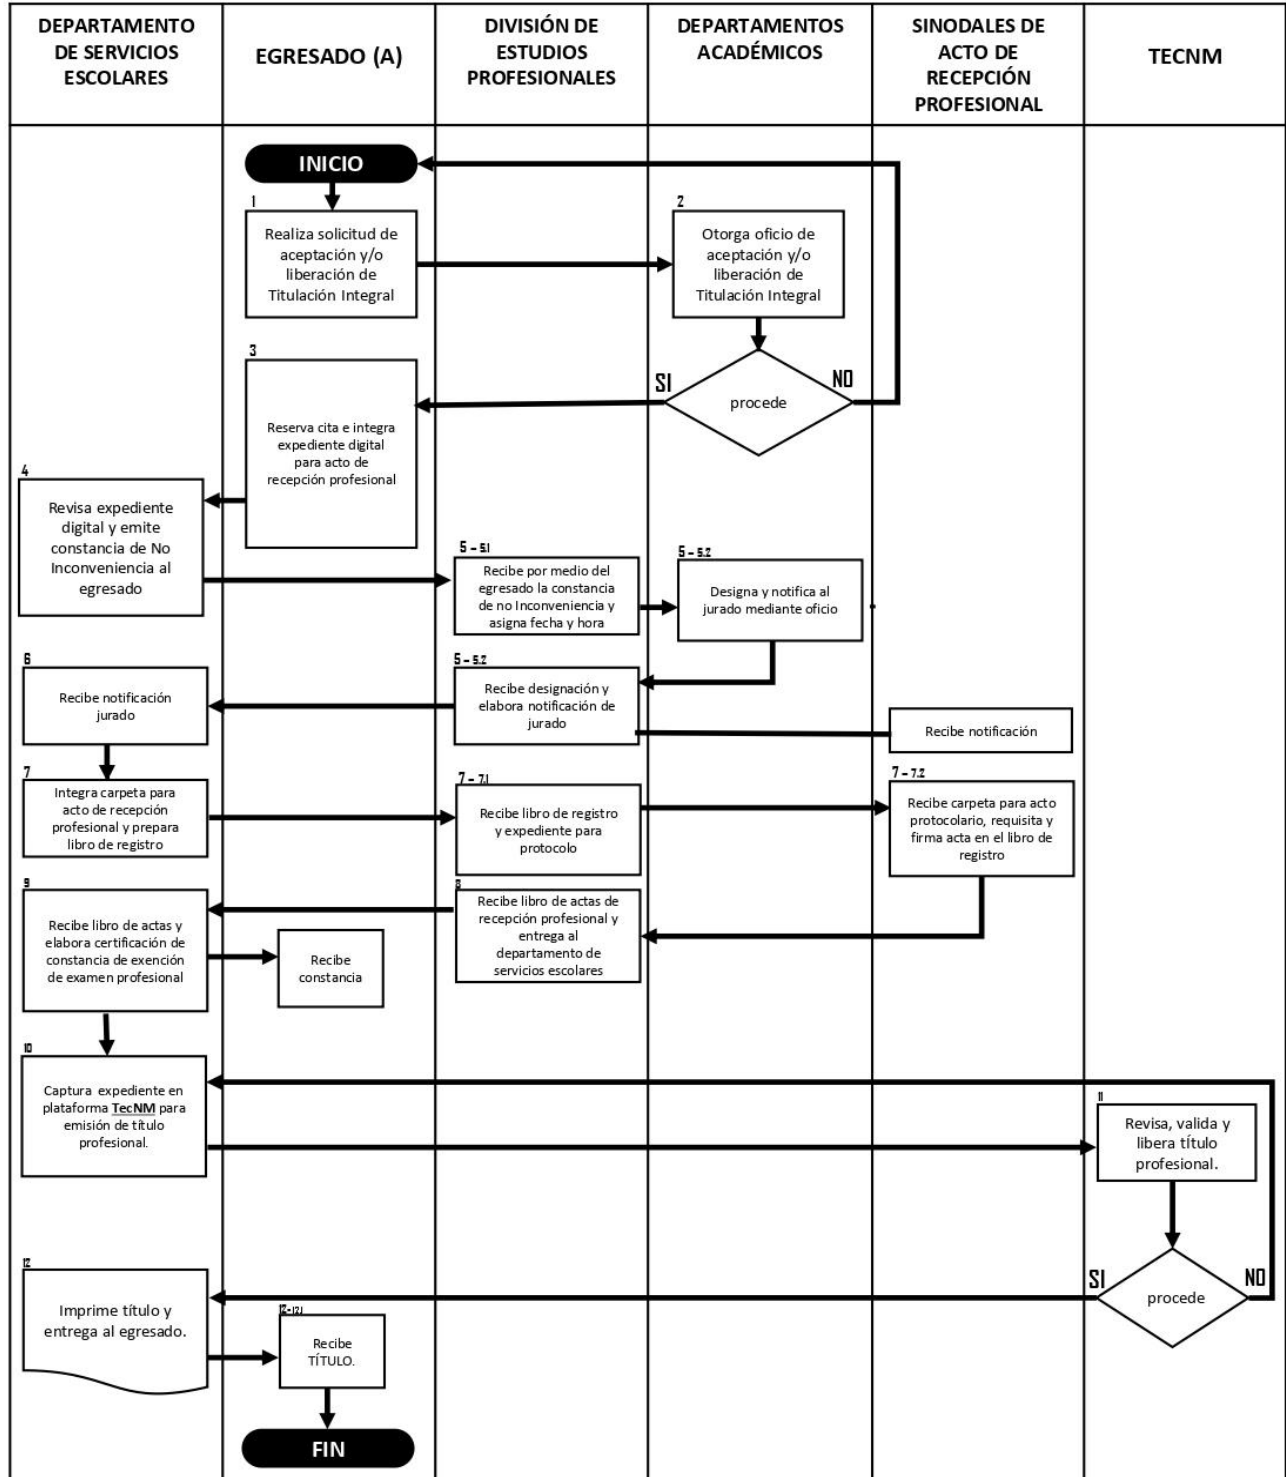 DEPARTAMENTO
DE SERVICIOS
ESCOLARES
EGRESADO (A)
DIVISIÓN DE
ESTUDIOS
PROFESIONALES
DEPARTAMENTOS
ACADÉMICOS
SINODALES DE
ACTO DE
RECEPCIÓN
PROFESIONAL
TECNM
INICIO
1
Realiza solicitud de
aceptación y/o
liberación de
Titulación Integral
2
Otorga oficio de
aceptación y/o
liberación de
Titulación Integral
SI
procede
NO
3
Reserva cita e integra
expediente digital
para acto de
recepción profesional
4
Revisa expediente
digital y emite
constancia de No
Inconveniencia al
egresado
5 – 5.1
Recibe por medio del
egresado la constancia
de no Inconveniencia y
asigna fecha y hora
5 – 5.2
Designa y notifica al
jurado mediante oficio
5 – 5.2
Recibe designación y
elabora notificación de
jurado
6
Recibe notificación
jurado
Recibe notificación
7
Integra carpeta para
acto de recepción
profesional y prepara
libro de registro
7 – 7.1
Recibe libro de registro
y expediente para
protocolo
7 – 7.2
Recibe carpeta para acto
protocolario, requisita y
firma acta en el libro de
registro
8
Recibe libro de actas de
recepción profesional y
entrega al
departamento de
servicios escolares
9
Recibe libro de actas y
elabora certificación de
constancia de exención
de examen profesional
Recibe
constancia
10
Captura expediente en
plataforma TecNM para
emisión de título
profesional.
11
Revisa, valida y
libera tÍtulo
profesional.
SI
procede
NO
12
Imprime título y
entrega al egresado.
12-12.1
Recibe
TÍTULO.
FIN